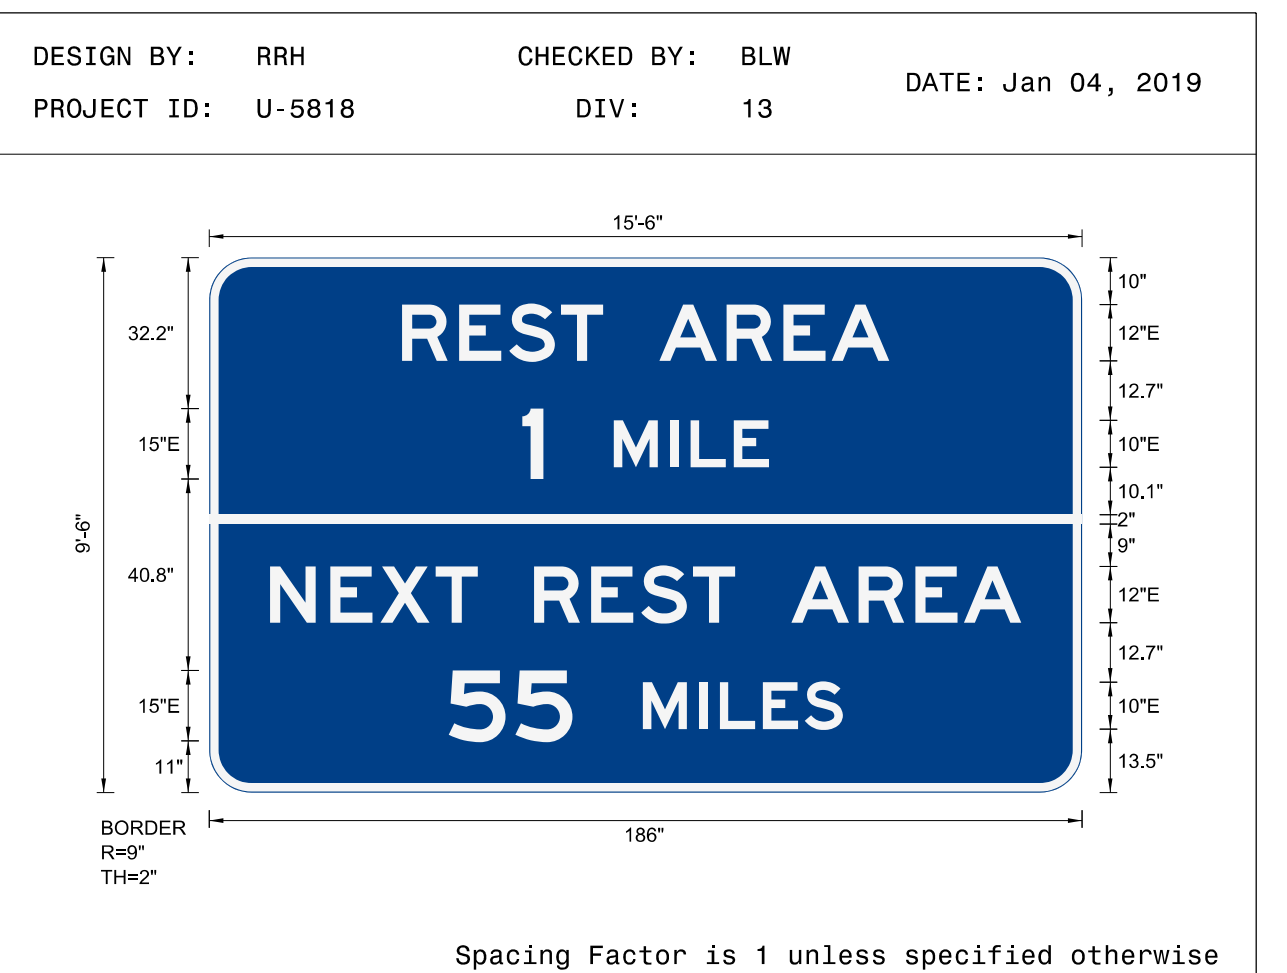 DESIGN BY: RRH CHECKED BY: BLW
DATE: Jan 04, 2019
PROJECT ID: U-5818 DIV: 13
15'-6"
REST AREA
1 MILE
NEXT REST AREA
55 MILES
9'-6"
32.2"
15"E
40.8"
15"E
11"
10"
12"E
12.7"
10"E
10.1"
2"
9"
12"E
12.7"
10"E
13.5"
186"
BORDER
R=9"
TH=2"
Spacing Factor is 1 unless specified otherwise